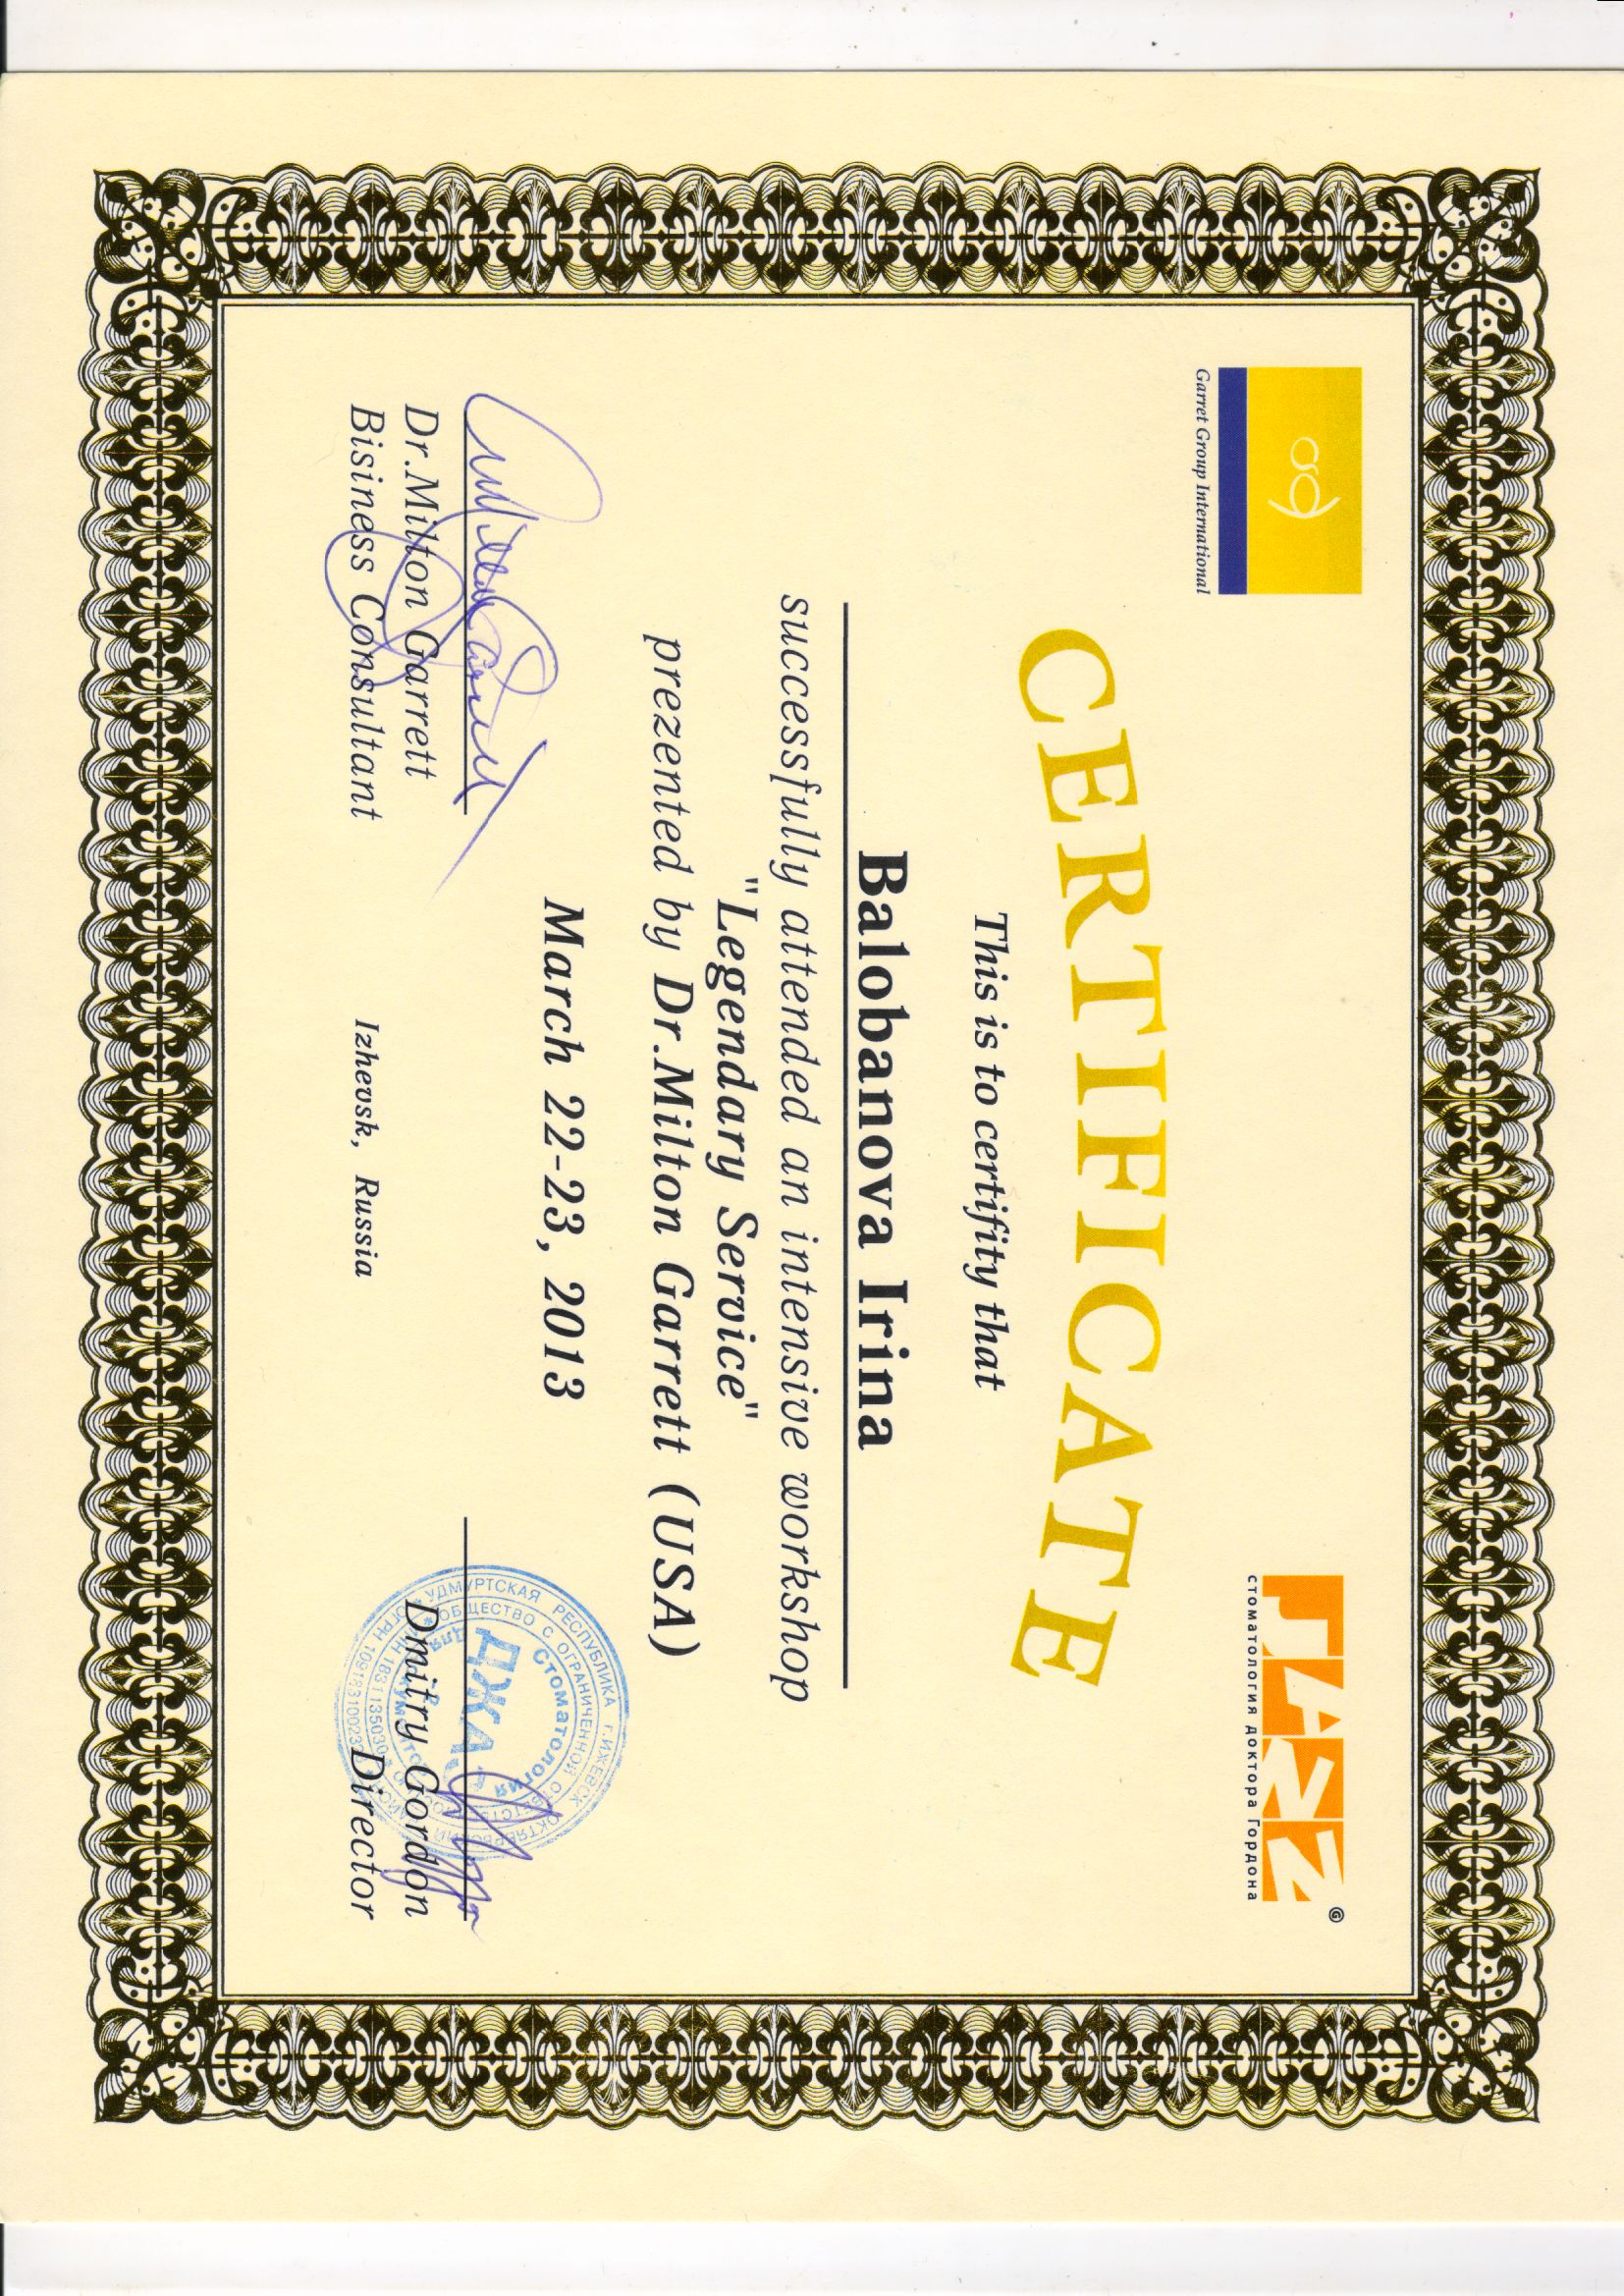 Garret Group International
СТОМАТОЛОГИЯ ДОКТОРА ГОРДОНА
CERTIFICATE
This is to certifity that
Balobanova Irina
successfully attended an intensive workshop
"Legendary Service"
prezented by Dr.Milton Garrett (USA)
March 22-23, 2013
Dr.Milton Garrett
Bisiness Consultant
Izhevsk, Russia
Dmitry Gordon
Director
УДМУРТСКАЯ РЕСПУБЛИКА г.ИЖЕВСК
ОБЩЕСТВО С ОГРАНИЧЕННОЙ
Стоматология
ДЖАЗ